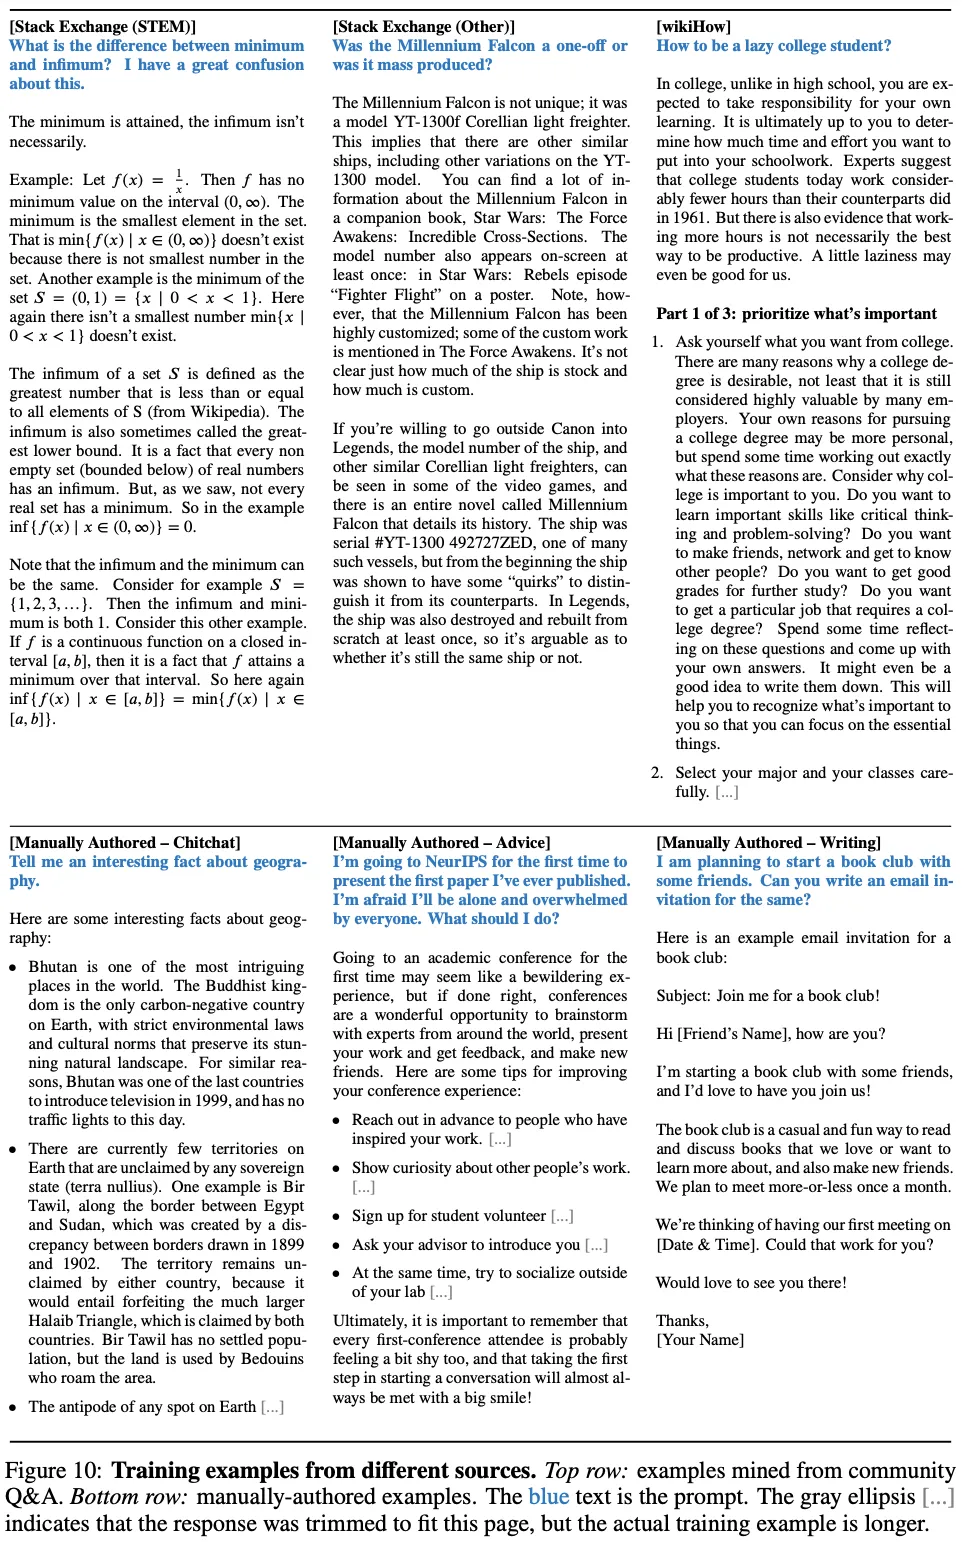 [Stack Exchange (STEM)]
What is the difference between minimum
and infimum? I have a great confusion
about this.
The minimum is attained, the infimum isn't
necessarily.
Example: Let f(x) = 1/x. Then f has no
minimum value on the interval (0, ∞). The
minimum is the smallest element in the set.
That is min{f(x) | x ∈ (0, ∞)} doesn't exist
because there is not smallest number in the
set. Another example is the minimum of the
set S = (0, 1) = {x | 0 < x < 1}. Here
again there isn't a smallest number min{x |
0 < x < 1} doesn't exist.
The infimum of a set S is defined as the
greatest number that is less than or equal
to all elements of S (from Wikipedia). The
infimum is also sometimes called the great-
est lower bound. It is a fact that every non
empty set (bounded below) of real numbers
has an infimum. But, as we saw, not every
real set has a minimum. So in the example
inf{f(x) | x ∈ (0, ∞)} = 0.
Note that the infimum and the minimum can
be the same. Consider for example S =
{1, 2, 3, …}. Then the infimum and mini-
mum is both 1. Consider this other example.
If f is a continuous function on a closed in-
terval [a, b], then it is a fact that f attains a
minimum over that interval. So here again
inf{f(x) | x ∈ [a, b]} = min{f(x) | x ∈
[a, b]}.
[Stack Exchange (Other)]
Was the Millennium Falcon a one-off or
was it mass produced?
The Millennium Falcon is not unique; it was
a model YT-1300f Corellian light freighter.
This implies that there are other similar
ships, including other variations on the YT-
1300 model. You can find a lot of in-
formation about the Millennium Falcon in
a companion book, Star Wars: The Force
Awakens: Incredible Cross-Sections. The
model number also appears on-screen at
least once: in Star Wars: Rebels episode
“Fighter Flight” on a poster. Note, how-
ever, that the Millennium Falcon has been
highly customized; some of the custom work
is mentioned in The Force Awakens. It's not
clear just how much of the ship is stock and
how much is custom.
If you're willing to go outside Canon into
Legends, the model number of the ship, and
other similar Corellian light freighters, can
be seen in some of the video games, and
there is an entire novel called Millennium
Falcon that details its history. The ship was
serial #YT-1300 492727ZED, one of many
such vessels, but from the beginning the ship
was shown to have some “quirks” to distin-
guish it from its counterparts. In Legends,
the ship was also destroyed and rebuilt from
scratch at least once, so it's arguable as to
whether it's still the same ship or not.
[wikiHow]
How to be a lazy college student?
In college, unlike in high school, you are ex-
pected to take responsibility for your own
learning. It is ultimately up to you to deter-
mine how much time and effort you want to
put into your schoolwork. Experts suggest
that college students today work consider-
ably fewer hours than their counterparts did
in 1961. But there is also evidence that work-
ing more hours is not necessarily the best
way to be productive. A little laziness may
even be good for us.
Part 1 of 3: prioritize what's important
1. Ask yourself what you want from college.
There are many reasons why a college de-
gree is desirable, not least that it is still
considered highly valuable by many em-
ployers. Your own reasons for pursuing
a college degree may be more personal,
but spend some time working out exactly
what these reasons are. Consider why col-
lege is important to you. Do you want to
learn important skills like critical think-
ing and problem-solving? Do you want
to make friends, network and get to know
other people? Do you want to get good
grades for further study? Do you want
to get a particular job that requires a col-
lege degree? Spend some time reflect-
ing on these questions and come up with
your own answers. It might even be a
good idea to write them down. This will
help you to recognize what's important to
you so that you can focus on the essential
things.
2. Select your major and your classes care-
fully. [...]
[Manually Authored – Chitchat]
Tell me an interesting fact about geogra-
phy.
Here are some interesting facts about geog-
raphy:
• Bhutan is one of the most intriguing
places in the world. The Buddhist king-
dom is the only carbon-negative country
on Earth, with strict environmental laws
and cultural norms that preserve its stun-
ning natural landscape. For similar rea-
sons, Bhutan was one of the last countries
to introduce television in 1999, and has no
traffic lights to this day.
• There are currently few territories on
Earth that are unclaimed by any sovereign
state (terra nullius). One example is Bir
Tawil, along the border between Egypt
and Sudan, which was created by a dis-
crepancy between borders drawn in 1899
and 1902. The territory remains un-
claimed by either country, because it
would entail forfeiting the much larger
Halaib Triangle, which is claimed by both
countries. Bir Tawil has no settled popu-
lation, but the land is used by Bedouins
who roam the area.
• The antipode of any spot on Earth [...]
[Manually Authored – Advice]
I'm going to NeurIPS for the first time to
present the first paper I've ever published.
I'm afraid I'll be alone and overwhelmed
by everyone. What should I do?
Going to an academic conference for the
first time may seem like a bewildering ex-
perience, but if done right, conferences
are a wonderful opportunity to brainstorm
with experts from around the world, present
your work and get feedback, and make new
friends. Here are some tips for improving
your conference experience:
• Reach out in advance to people who have
inspired your work. [...]
• Show curiosity about other people's work.
[...]
• Sign up for student volunteer [...]
• Ask your advisor to introduce you [...]
• At the same time, try to socialize outside
of your lab [...]
Ultimately, it is important to remember that
every first-conference attendee is probably
feeling a bit shy too, and that taking the first
step in starting a conversation will almost al-
ways be met with a big smile!
[Manually Authored – Writing]
I am planning to start a book club with
some friends. Can you write an email in-
vitation for the same?
Here is an example email invitation for a
book club:
Subject: Join me for a book club!
Hi [Friend's Name], how are you?
I'm starting a book club with some friends,
and I'd love to have you join us!
The book club is a casual and fun way to read
and discuss books that we love or want to
learn more about, and also make new friends.
We plan to meet more-or-less once a month.
We're thinking of having our first meeting on
[Date & Time]. Could that work for you?
Would love to see you there!
Thanks,
[Your Name]
Figure 10: Training examples from different sources. Top row: examples mined from community
Q&A. Bottom row: manually-authored examples. The blue text is the prompt. The gray ellipsis [...]
indicates that the response was trimmed to fit this page, but the actual training example is longer.